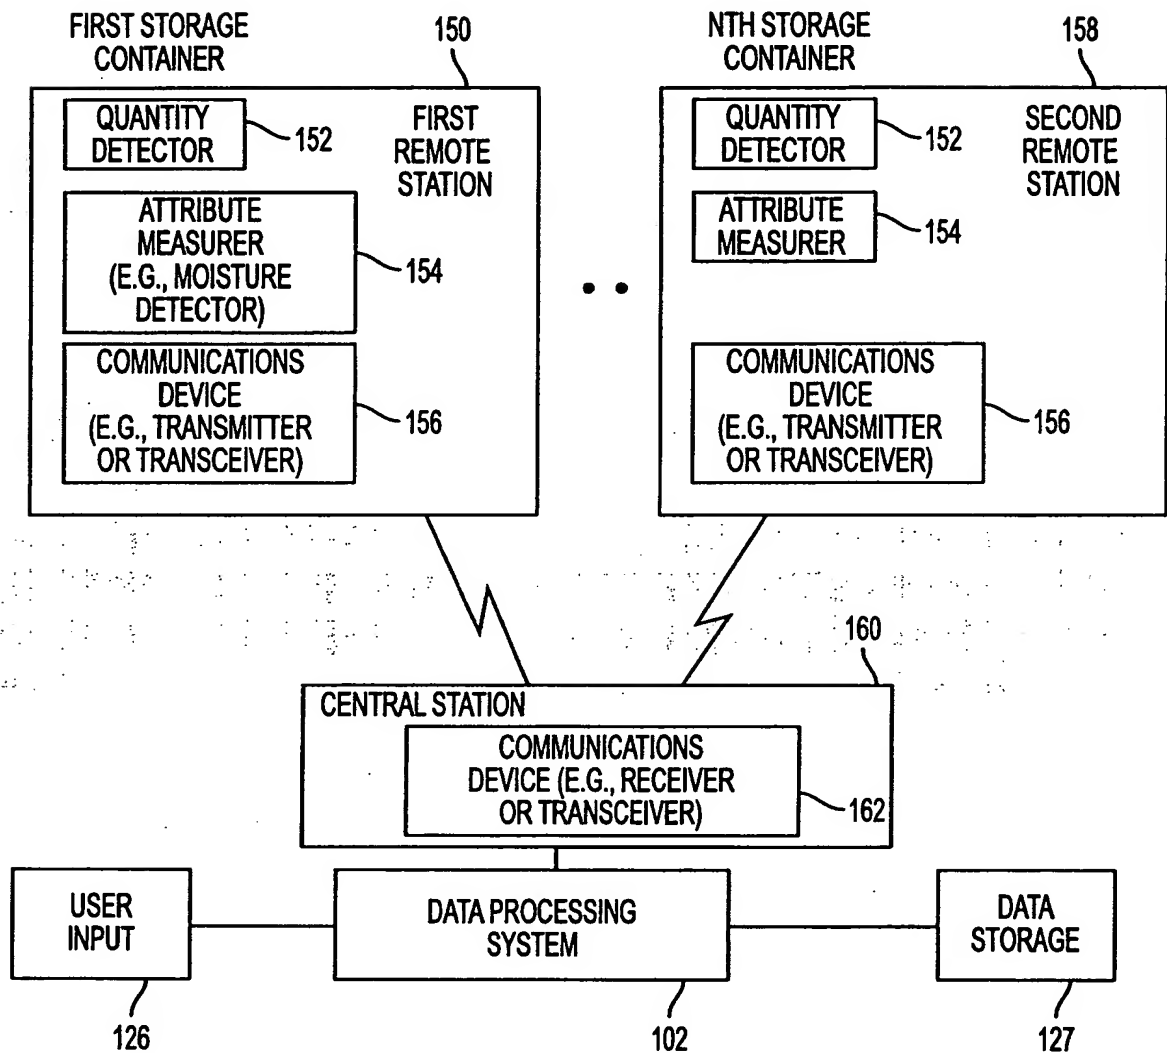 FIRST STORAGE
CONTAINER
150
QUANTITY
DETECTOR
152
FIRST
REMOTE
STATION
ATTRIBUTE
MEASURER
(E.G., MOISTURE
DETECTOR)
154
COMMUNICATIONS
DEVICE
(E.G., TRANSMITTER
OR TRANSCEIVER)
156
NTH STORAGE
CONTAINER
158
QUANTITY
DETECTOR
152
SECOND
REMOTE
STATION
ATTRIBUTE
MEASURER
154
COMMUNICATIONS
DEVICE
(E.G., TRANSMITTER
OR TRANSCEIVER)
156
160
CENTRAL STATION
COMMUNICATIONS
DEVICE (E.G., RECEIVER
OR TRANSCEIVER)
162
USER
INPUT
126
DATA PROCESSING
SYSTEM
102
DATA
STORAGE
127